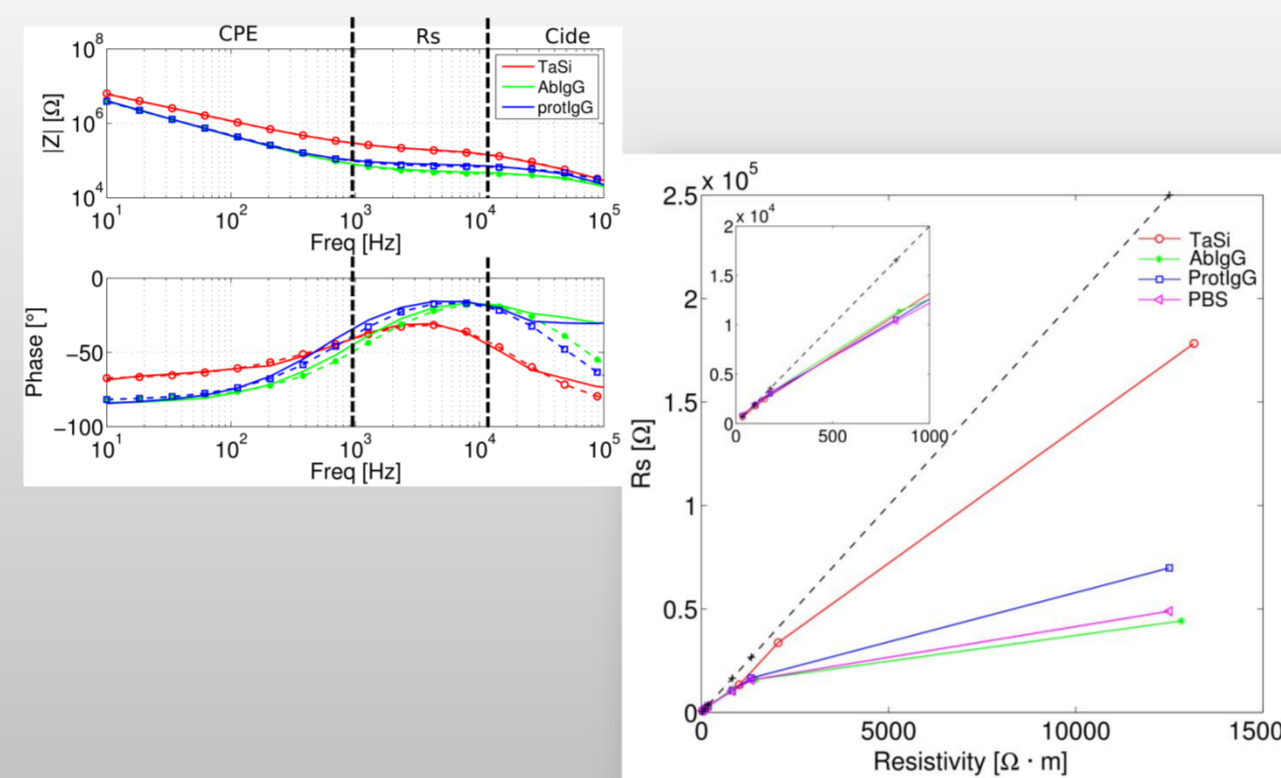 CPE Rs Cide
10^8
10^6
10^4
|Z| [Ω]
TaSi
AbIgG
protIgG
10^1 10^2 10^3 10^4 10^5
Freq [Hz]
0
−50
−100
Phase [°]
10^1 10^2 10^3 10^4 10^5
Freq [Hz]
2.5 x 10^5
2
1.5
1
0.5
0
Rs [Ω]
2 x 10^4
1.5
1
0.5
0
0 500 1000
TaSi
AbIgG
ProtIgG
PBS
0 5000 10000 1500
Resistivity [Ω · m]